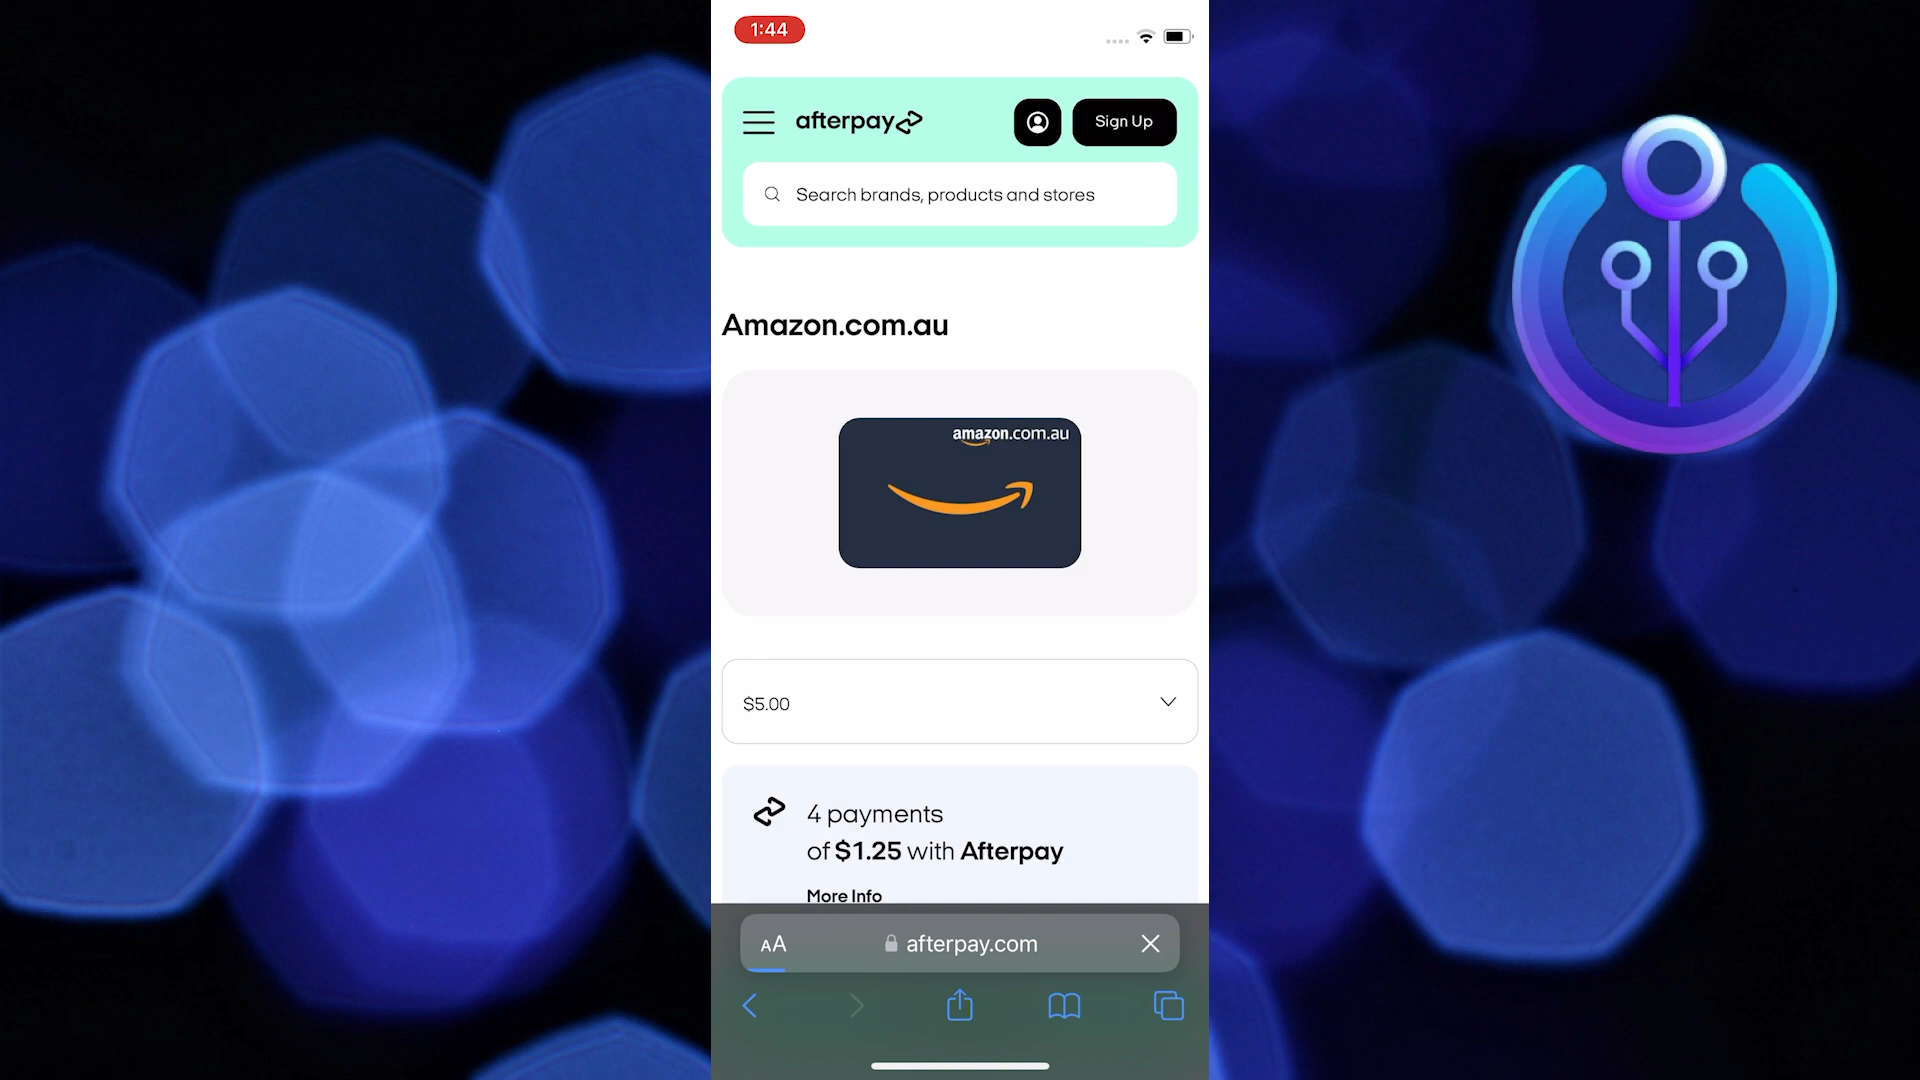 1:44
afterpay
Sign Up
Search brands, products and stores
Amazon.com.au
amazon.com.au
$5.00
4 payments
of $1.25 with Afterpay
More Info
AA
afterpay.com